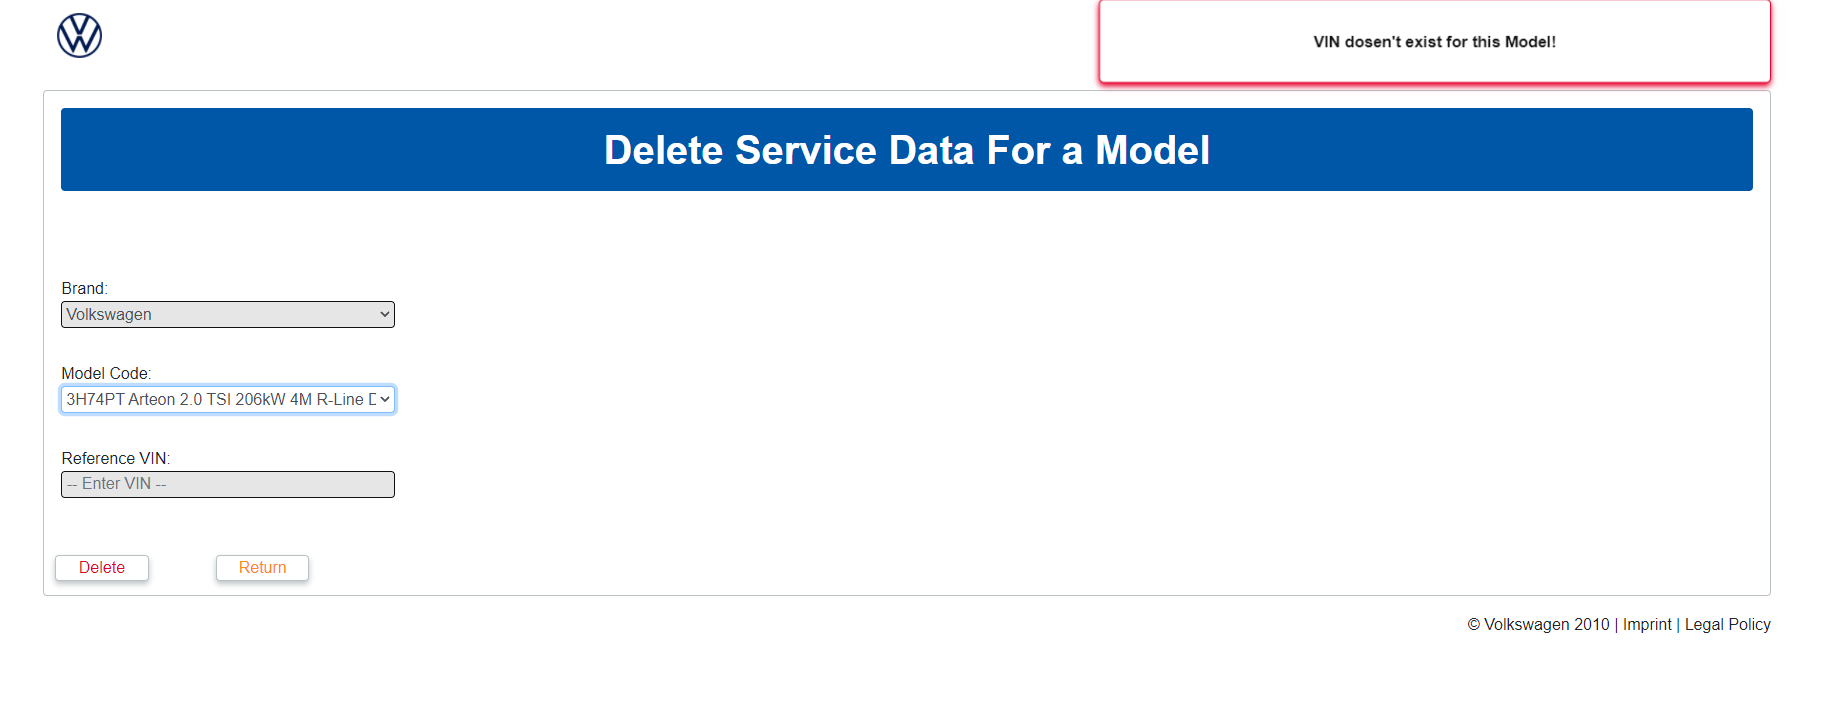 VIN dosen't exist for this Model!
Delete Service Data For a Model
Brand:
Volkswagen
Model Code:
3H74PT Arteon 2.0 TSI 206kW 4M R-Line D
Reference VIN:
-- Enter VIN --
Delete Return
© Volkswagen 2010 | Imprint | Legal Policy